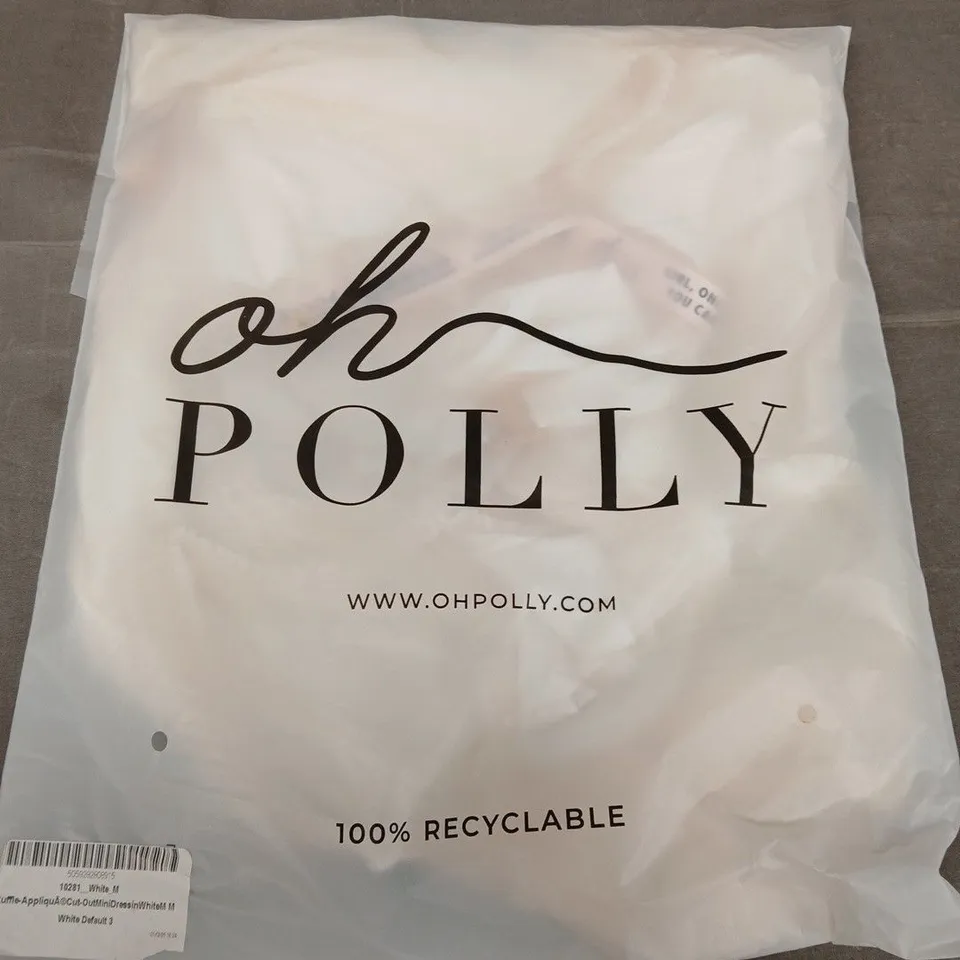 oh
POLLY
WWW.OHPOLLY.COM
100% RECYCLABLE
10281__White_M
uffle-AppliquÃ©Cut-OutMiniDressinWhiteM M
White Default 3